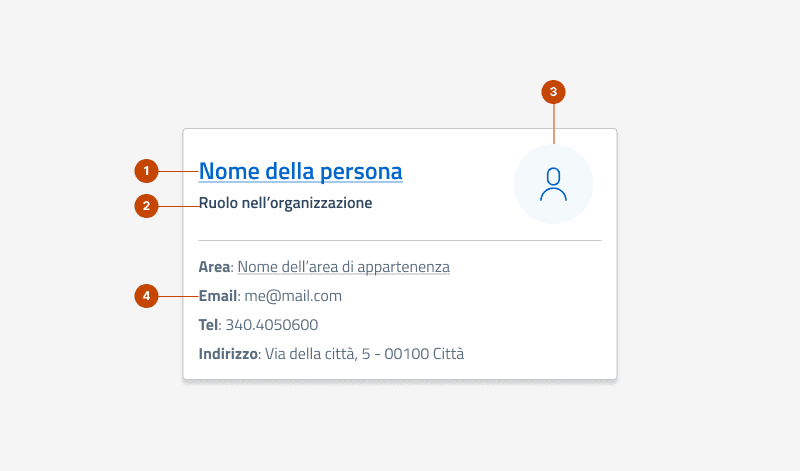 3
1 Nome della persona
2 Ruolo nell’organizzazione
Area: Nome dell’area di appartenenza
4 Email: me@mail.com
Tel: 340.4050600
Indirizzo: Via della città, 5 - 00100 Città